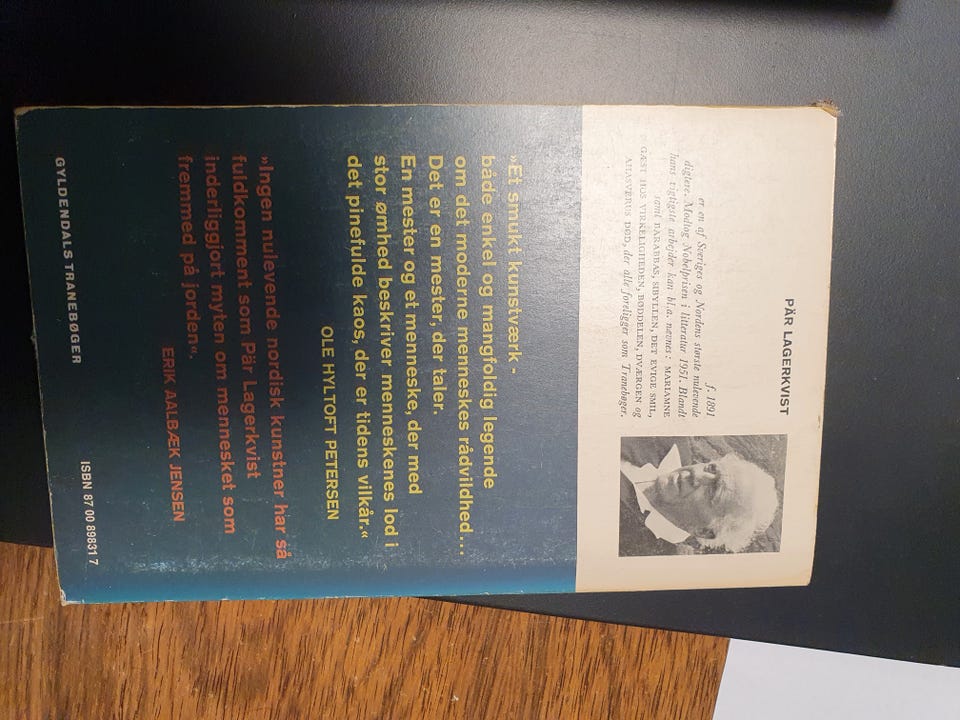 PÄR LAGERKVIST
f. 1891
er en af Sveriges og Nordens største nulevende
digtere. Modtog Nobelprisen i litteratur 1951. Blandt
hans vigtigste arbejder kan bl.a. nævnes: MARIAMNE
samt BARABBAS, SIBYLLEN, DET EVIGE SMIL,
GÆST HOS VIRKELIGHEDEN, BØDDELEN, DVÆRGEN og
AHASVERUS DØD, der alle foreligger som Tranebøger.
»Et smukt kunstværk -
både enkel og mangfoldig legende
om det moderne menneskes rådvildhed...
Det er en mester, der taler.
En mester og et menneske, der med
stor ømhed beskriver menneskenes lod i
det pinefulde kaos, der er tidens vilkår.«
OLE HYLTOFT PETERSEN
»Ingen nulevende nordisk kunstner har så
fuldkomment som Pär Lagerkvist
inderliggjort myten om mennesket som
fremmed på jorden«.
ERIK AALBÆK JENSEN
GYLDENDALS TRANEBØGER
ISBN 87 00 89831 7